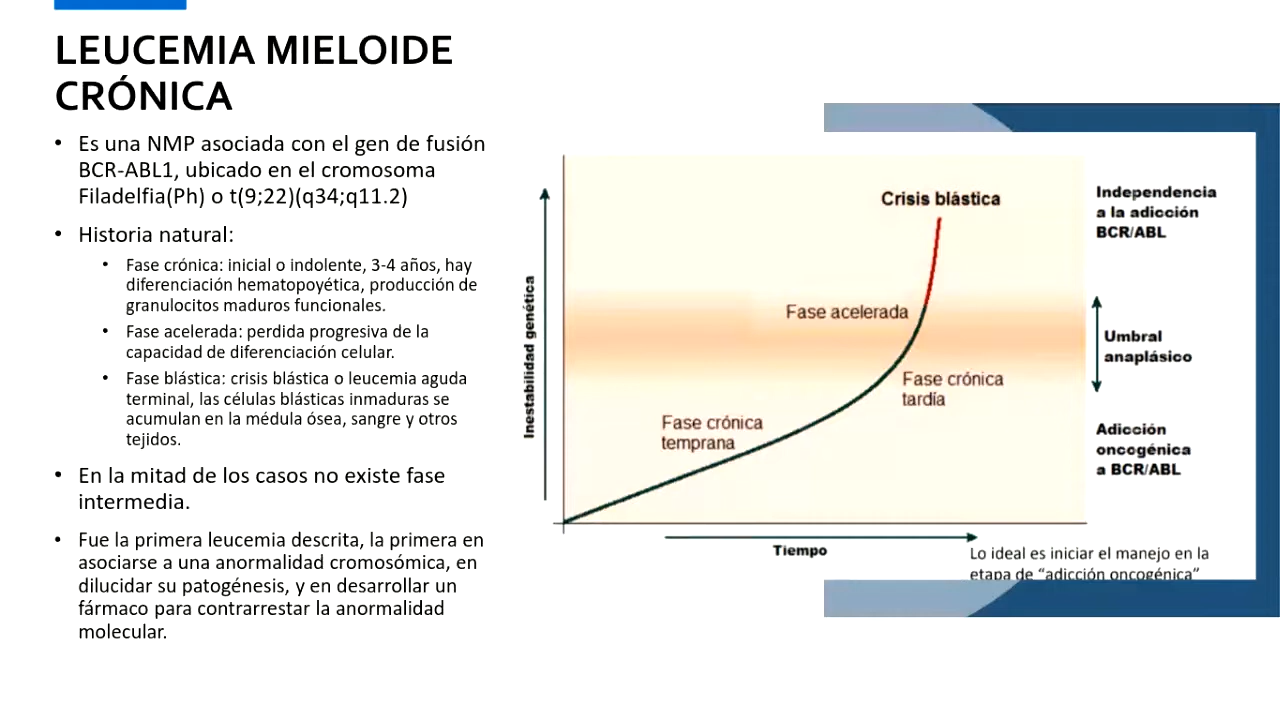 LEUCEMIA MIELOIDE
CRÓNICA
• Es una NMP asociada con el gen de fusión
BCR-ABL1, ubicado en el cromosoma
Filadelfia(Ph) o t(9;22)(q34;q11.2)
• Historia natural:
• Fase crónica: inicial o indolente, 3-4 años, hay
diferenciación hematopoyética, producción de
granulocitos maduros funcionales.
• Fase acelerada: perdida progresiva de la
capacidad de diferenciación celular.
• Fase blástica: crisis blástica o leucemia aguda
terminal, las células blásticas inmaduras se
acumulan en la médula ósea, sangre y otros
tejidos.
• En la mitad de los casos no existe fase
intermedia.
• Fue la primera leucemia descrita, la primera en
asociarse a una anormalidad cromosómica, en
dilucidar su patogénesis, y en desarrollar un
fármaco para contrarrestar la anormalidad
molecular.
Inestabilidad genética
Crisis blástica
Fase acelerada
Fase crónica
tardía
Fase crónica
temprana
Tiempo
Independencia
a la adicción
BCR/ABL
Umbral
anaplásico
Adicción
oncogénica
a BCR/ABL
Lo ideal es iniciar el manejo en la
etapa de “adicción oncogénica”